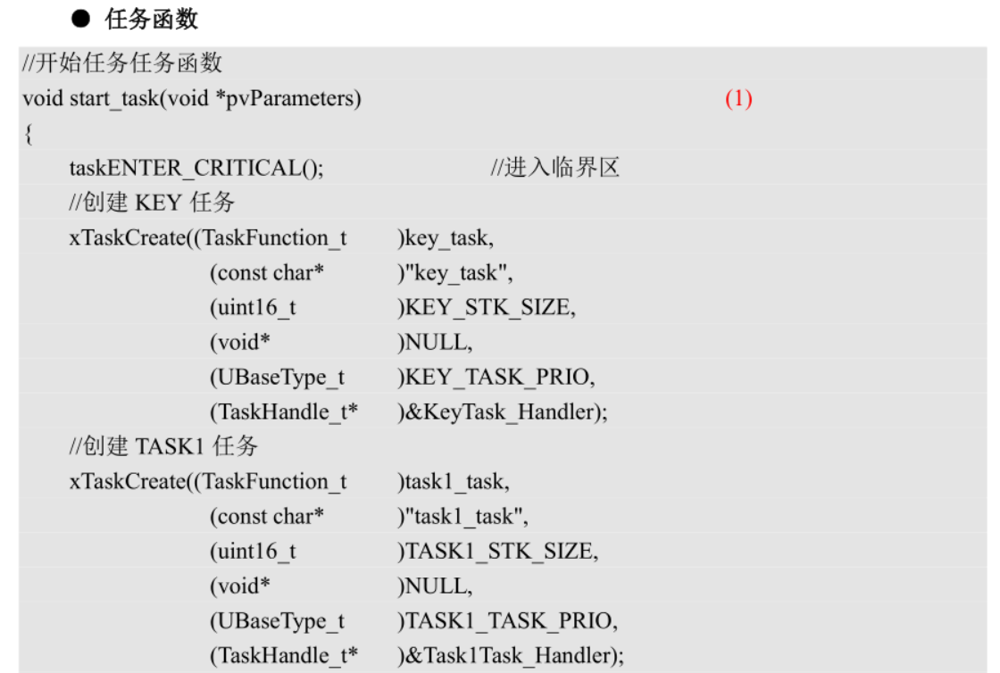 ● 任务函数
//开始任务任务函数
void start_task(void *pvParameters) (1)
{
taskENTER_CRITICAL(); //进入临界区
//创建 KEY 任务
xTaskCreate((TaskFunction_t )key_task,
(const char* )"key_task",
(uint16_t )KEY_STK_SIZE,
(void* )NULL,
(UBaseType_t )KEY_TASK_PRIO,
(TaskHandle_t* )&KeyTask_Handler);
//创建 TASK1 任务
xTaskCreate((TaskFunction_t )task1_task,
(const char* )"task1_task",
(uint16_t )TASK1_STK_SIZE,
(void* )NULL,
(UBaseType_t )TASK1_TASK_PRIO,
(TaskHandle_t* )&Task1Task_Handler);